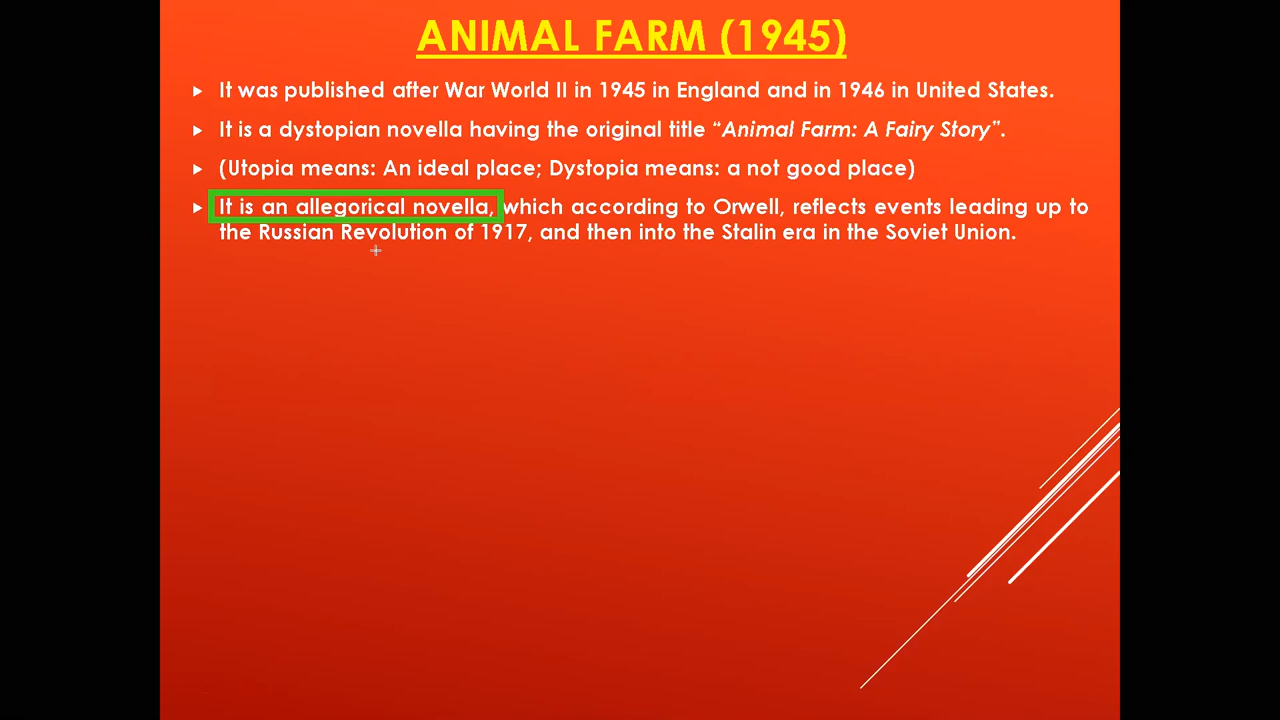 ANIMAL FARM (1945)
It was published after War World II in 1945 in England and in 1946 in United States.
It is a dystopian novella having the original title “Animal Farm: A Fairy Story”.
(Utopia means: An ideal place; Dystopia means: a not good place)
It is an allegorical novella, which according to Orwell, reflects events leading up to
the Russian Revolution of 1917, and then into the Stalin era in the Soviet Union.